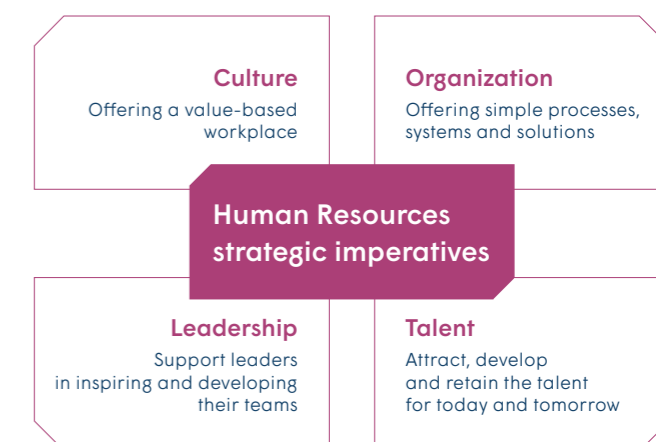 Culture
Offering a value-based
workplace
Organization
Offering simple processes,
systems and solutions
Human Resources
strategic imperatives
Leadership
Support leaders
in inspiring and developing
their teams
Talent
Attract, develop
and retain the talent
for today and tomorrow